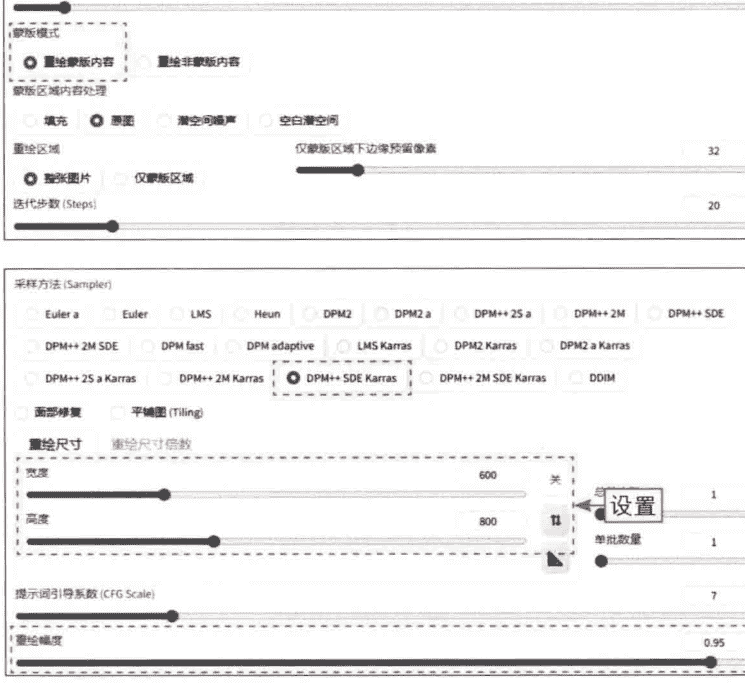 蒙版模式
重绘蒙版内容 重绘非蒙版内容
蒙版区域内容处理
填充 原图 潜空间噪声 空白潜空间
重绘区域 仅蒙版区域下边缘预留像素 32
整张图片 仅蒙版区域
迭代步数 (Steps) 20
采样方法 (Sampler)
Euler a Euler LMS Heun DPM2 DPM2 a DPM++ 2S a DPM++ 2M DPM++ SDE
DPM++ 2M SDE DPM fast DPM adaptive LMS Karras DPM2 Karras DPM2 a Karras
DPM++ 2S a Karras DPM++ 2M Karras DPM++ SDE Karras DPM++ 2M SDE Karras DDIM
面部修复 平铺图 (Tiling)
重绘尺寸 重绘尺寸倍数
宽度 600
1
设置
高度 800
单批数量 1
提示词引导系数 (CFG Scale) 7
重绘幅度 0.95